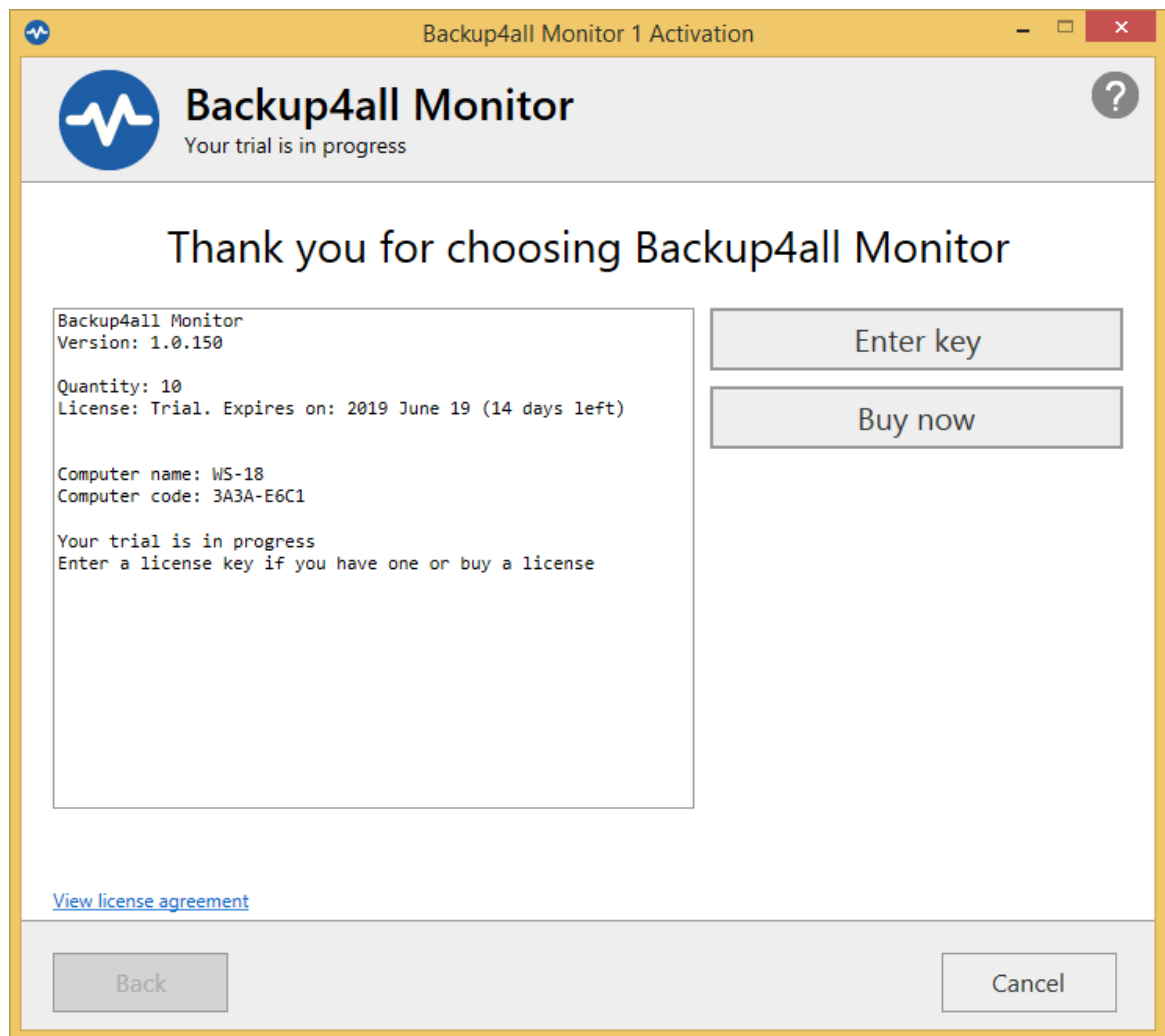 Backup4all Monitor 1 Activation
Backup4all Monitor
Your trial is in progress
?
Thank you for choosing Backup4all Monitor
Backup4all Monitor
Version: 1.0.150
Quantity: 10
License: Trial. Expires on: 2019 June 19 (14 days left)
Computer name: WS-18
Computer code: 3A3A-E6C1
Your trial is in progress
Enter a license key if you have one or buy a license
Enter key
Buy now
View license agreement
Back
Cancel